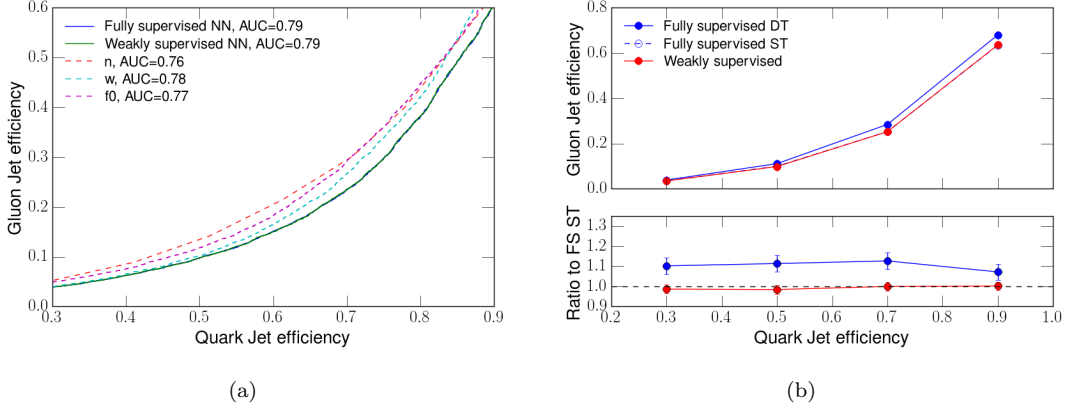 Fully supervised NN, AUC=0.79
Weakly supervised NN, AUC=0.79
n, AUC=0.76
w, AUC=0.78
f0, AUC=0.77
0.6
0.5
0.4
0.3
0.2
0.1
0.0
Gluon Jet efficiency
0.3 0.4 0.5 0.6 0.7 0.8 0.9
Quark Jet efficiency
(a)
Fully supervised DT
Fully supervised ST
Weakly supervised
0.8
0.6
0.4
0.2
0.0
Gluon Jet efficiency
1.3
1.2
1.1
1.0
0.9
Ratio to FS ST
0.2 0.3 0.4 0.5 0.6 0.7 0.8 0.9 1.0
Quark Jet efficiency
(b)